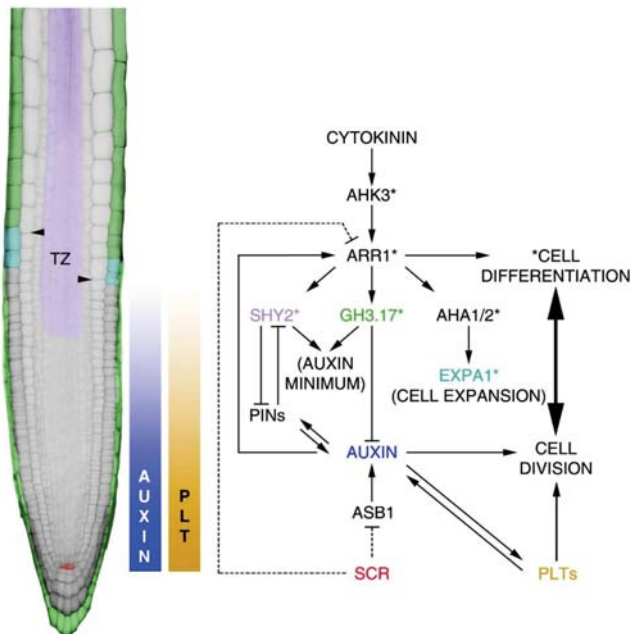 TZ
AUXIN
PLT
CYTOKININ
AHK3*
ARR1*
*CELL
DIFFERENTIATION
SHY2*
GH3.17*
AHA1/2*
(AUXIN
MINIMUM)
EXPA1*
(CELL EXPANSION)
PINs
AUXIN
CELL
DIVISION
ASB1
SCR
PLTs